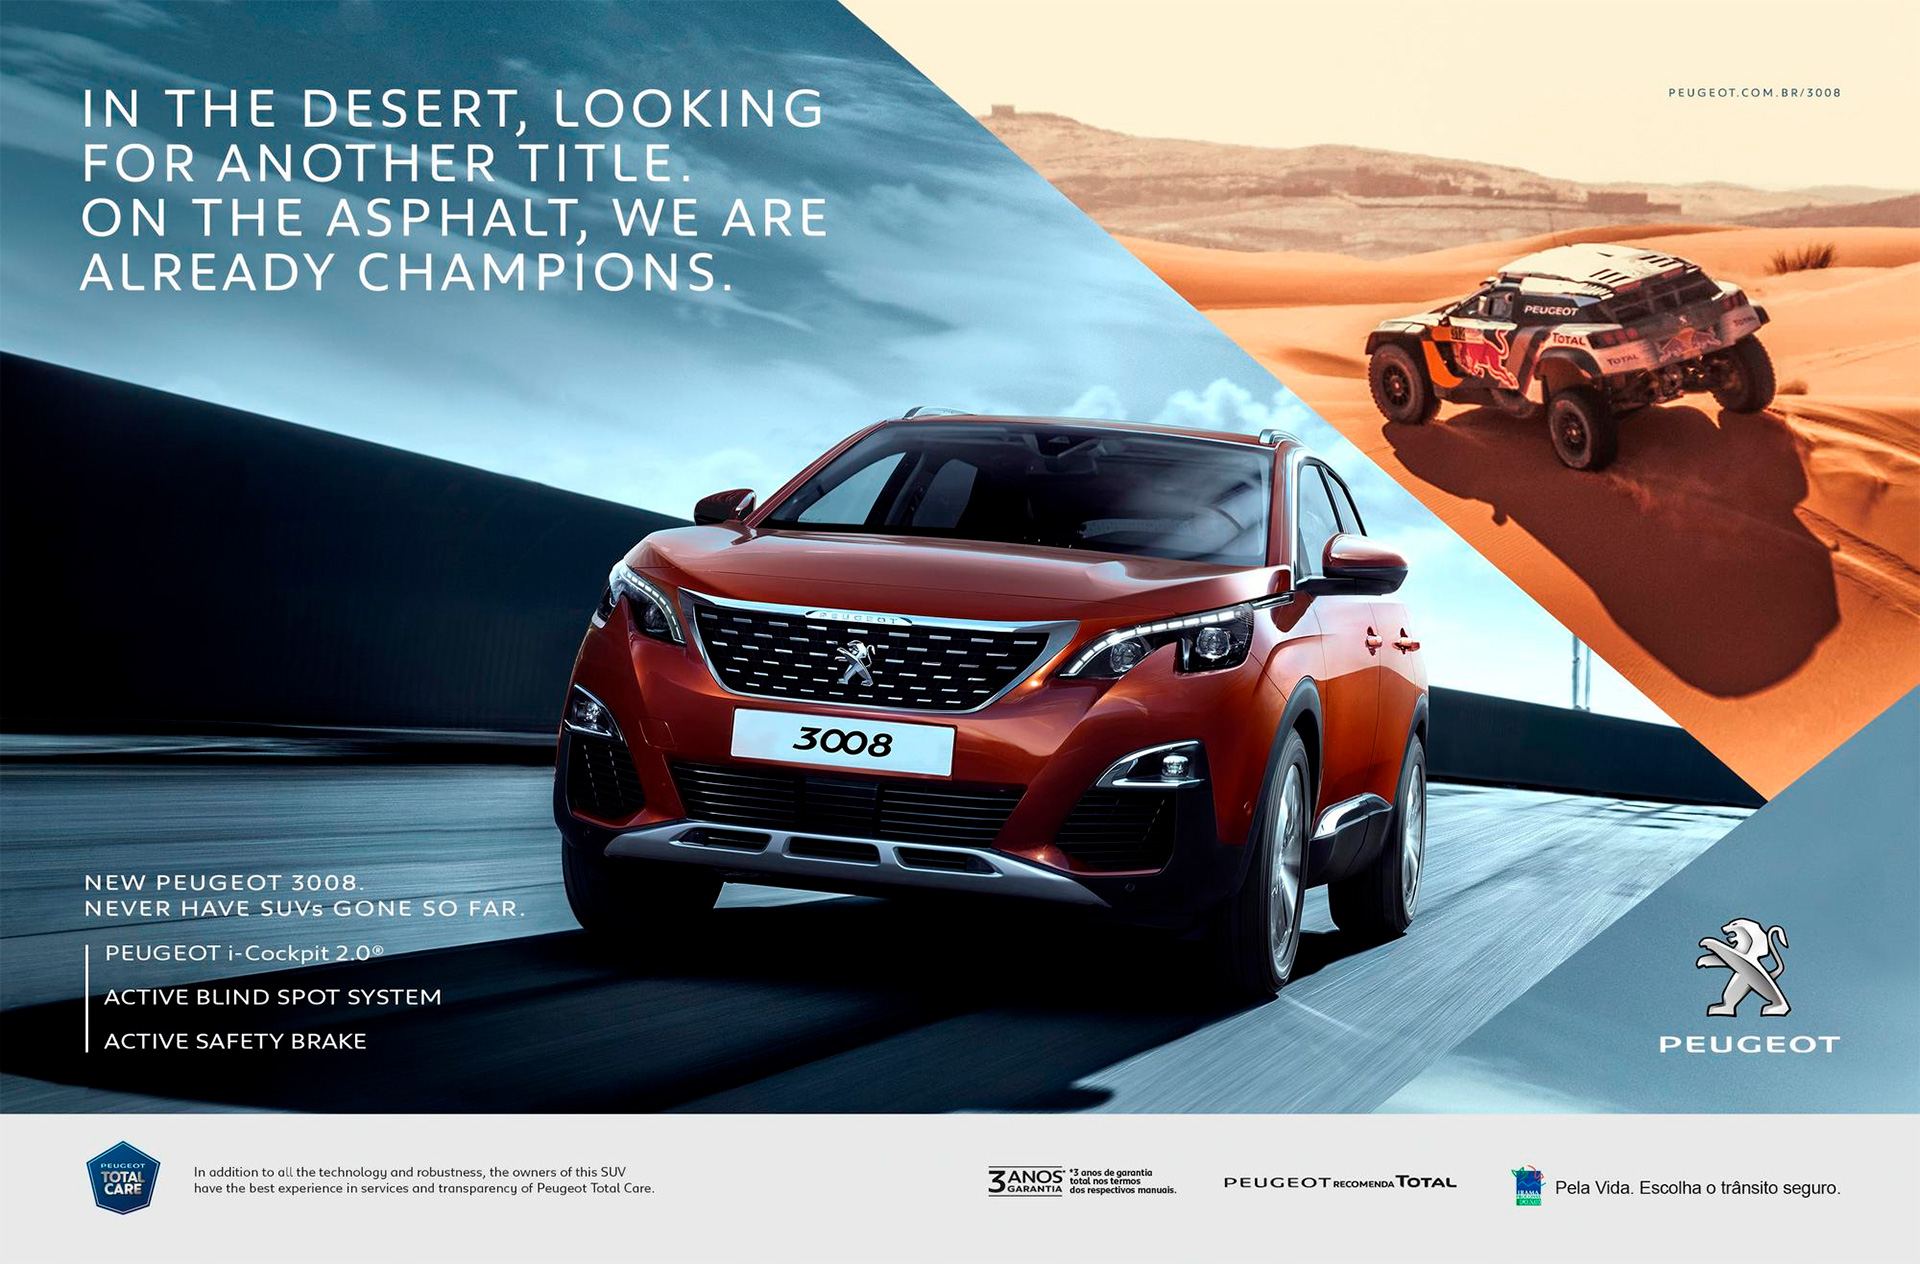 IN THE DESERT, LOOKING
FOR ANOTHER TITLE.
ON THE ASPHALT, WE ARE
ALREADY CHAMPIONS.
PEUGEOT.COM.BR/3008
PEUGEOT
TOTAL
TOTAL
TOTAL
PEUGEOT
3008
NEW PEUGEOT 3008.
NEVER HAVE SUVs GONE SO FAR.
PEUGEOT i-Cockpit 2.0®
ACTIVE BLIND SPOT SYSTEM
ACTIVE SAFETY BRAKE
PEUGEOT
PEUGEOT
TOTAL
CARE
In addition to all the technology and robustness, the owners of this SUV
have the best experience in services and transparency of Peugeot Total Care.
3 ANOS*
GARANTIA
*3 anos de garantia
total nos termos
dos respectivos manuais.
PEUGEOT RECOMENDA TOTAL
IBAMA
Pela Vida. Escolha o trânsito seguro.